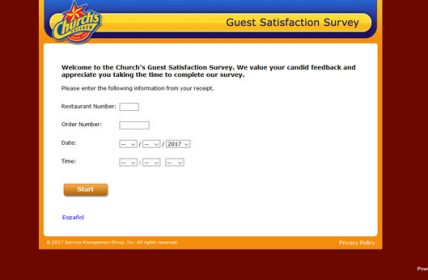 Church's
CHICKEN
Guest Satisfaction Survey
Welcome to the Church's Guest Satisfaction Survey. We value your candid feedback and
appreciate you taking the time to complete our survey.
Please enter the following information from your receipt.
Restaurant Number:
Order Number:
Date: -- / -- / 2017
Time: -- : -- --
Start
Español
© 2017 Service Management Group, Inc. All rights reserved. Privacy Policy
Powe